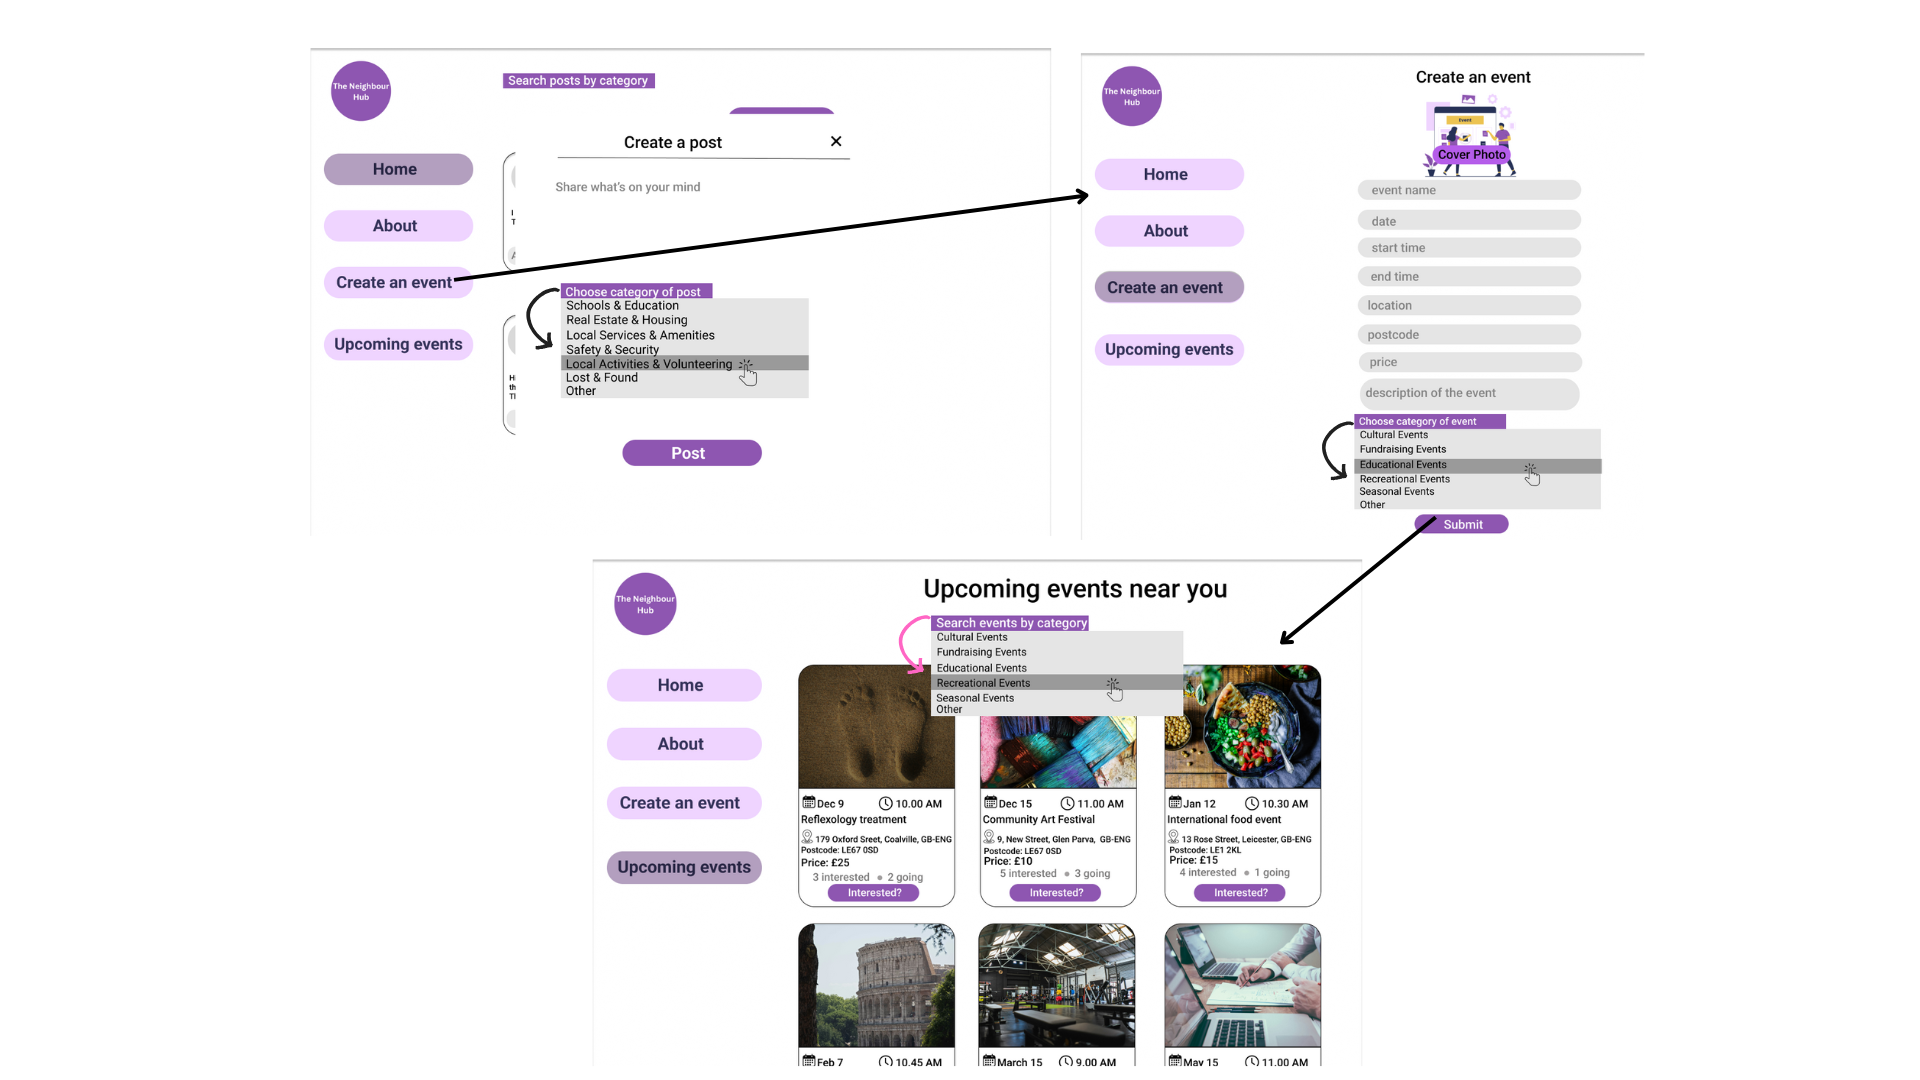 The Neighbour
Hub
Search posts by category
Create a post
Share what's on your mind
Home
About
Create an event
Upcoming events
I
T
A
H
th
Tl
Choose category of post
Schools & Education
Real Estate & Housing
Local Services & Amenities
Safety & Security
Local Activities & Volunteering
Lost & Found
Other
Post
The Neighbour
Hub
Home
About
Create an event
Upcoming events
Create an event
Event
Cover Photo
event name
date
start time
end time
location
postcode
price
description of the event
Choose category of event
Cultural Events
Fundraising Events
Educational Events
Recreational Events
Seasonal Events
Other
Submit
The Neighbour
Hub
Home
About
Create an event
Upcoming events
Upcoming events near you
Search events by category
Cultural Events
Fundraising Events
Educational Events
Recreational Events
Seasonal Events
Other
Dec 9 10.00 AM
Reflexology treatment
179 Oxford Sreet, Coalville, GB-ENG
Postcode: LE67 0SD
Price: £25
3 interested • 2 going
Interested?
Dec 15 11.00 AM
Community Art Festival
9, New Street, Glen Parva, GB-ENG
Postcode: LE67 0SD
Price: £10
5 interested • 3 going
Interested?
Jan 12 10.30 AM
International food event
13 Rose Street, Leicester, GB-ENG
Postcode: LE1 2KL
Price: £15
4 interested • 1 going
Interested?
Feb 7 10.45 AM
March 15 9.00 AM
May 15 11.00 AM